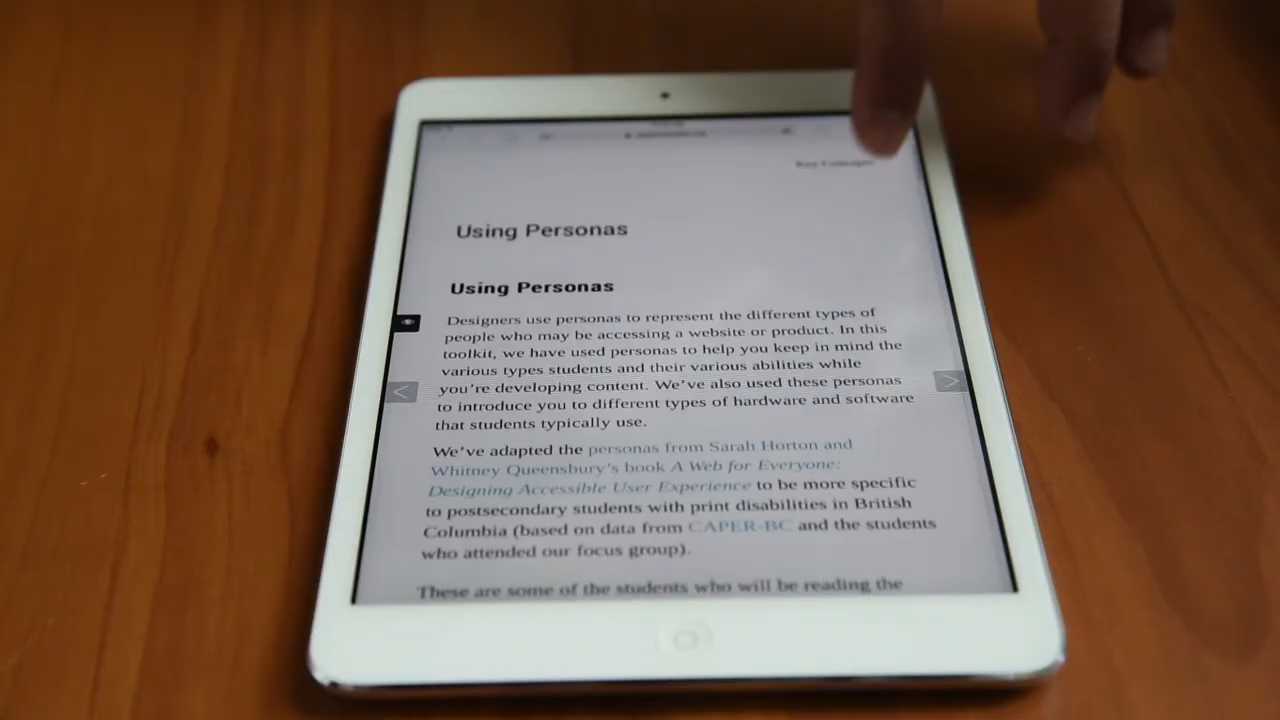 Using Personas
Using Personas
Designers use personas to represent the different types of
people who may be accessing a website or product. In this
toolkit, we have used personas to help you keep in mind the
various types students and their various abilities while
you're developing content. We've also used these personas
to introduce you to different types of hardware and software
that students typically use.
We've adapted the personas from Sarah Horton and
Whitney Queensbury's book A Web for Everyone:
Designing Accessible User Experience to be more specific
to postsecondary students with print disabilities in British
Columbia (based on data from CAPER-BC and the students
who attended our focus group).
These are some of the students who will be reading the